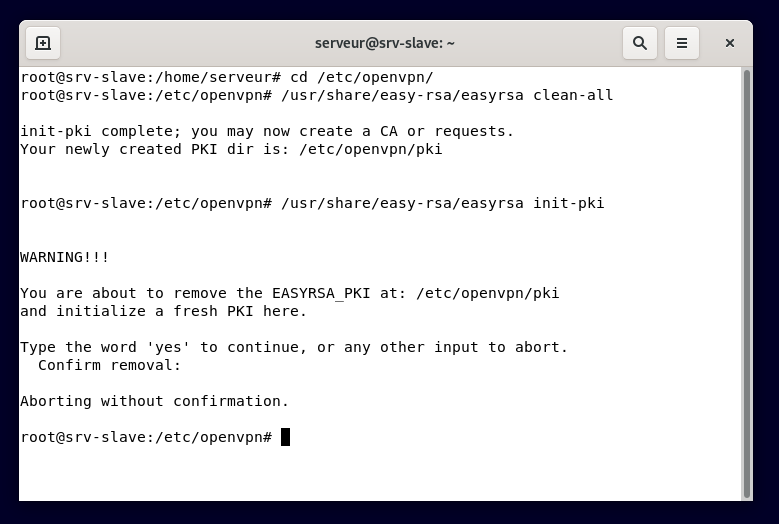 serveur@srv-slave: ~
root@srv-slave:/home/serveur# cd /etc/openvpn/
root@srv-slave:/etc/openvpn# /usr/share/easy-rsa/easyrsa clean-all
init-pki complete; you may now create a CA or requests.
Your newly created PKI dir is: /etc/openvpn/pki
root@srv-slave:/etc/openvpn# /usr/share/easy-rsa/easyrsa init-pki
WARNING!!!
You are about to remove the EASYRSA_PKI at: /etc/openvpn/pki
and initialize a fresh PKI here.
Type the word 'yes' to continue, or any other input to abort.
Confirm removal:
Aborting without confirmation.
root@srv-slave:/etc/openvpn#